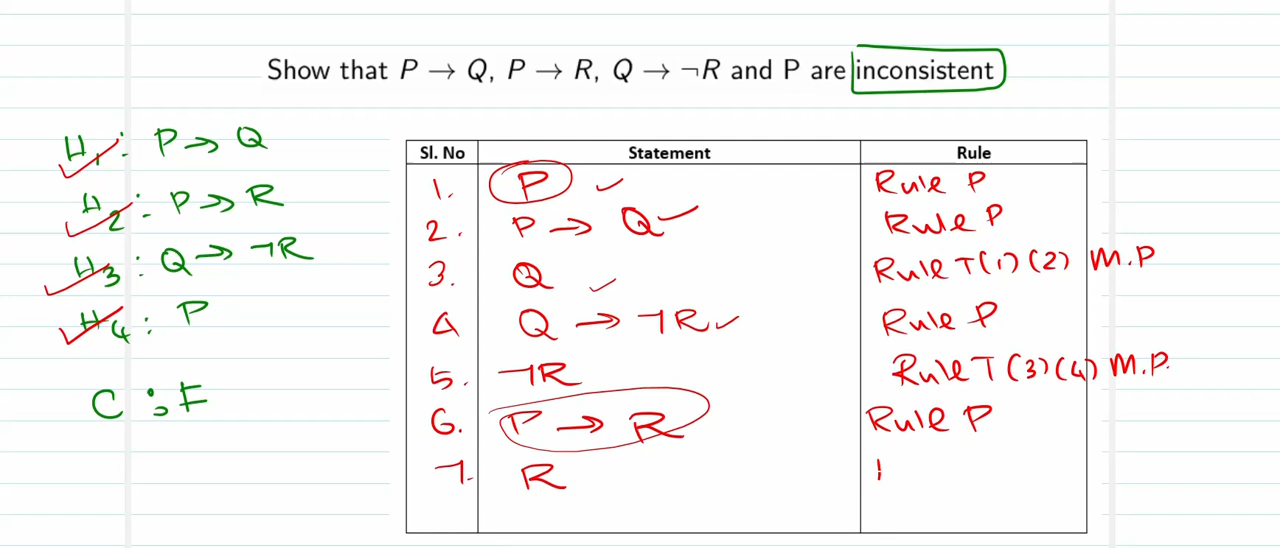 Show that P → Q, P → R, Q → ¬R and P are inconsistent
H1 : P → Q
H2 : P → R
H3 : Q → ¬R
H4 : P
C : F
Sl. No Statement Rule
1. P Rule P
2. P → Q Rule P
3. Q Rule T (1) (2) M.P
4 Q → ¬R Rule P
5. ¬R Rule T (3) (4) M.P.
6. P → R Rule P
7. R